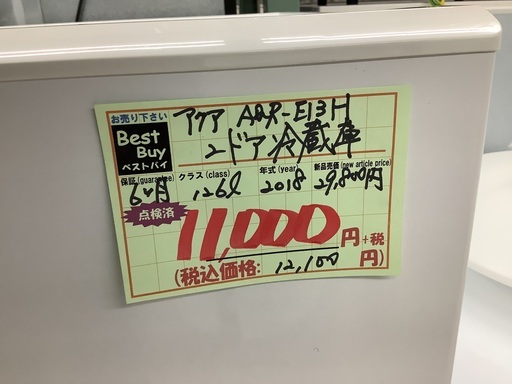 お売り下さい
Best
Buy
ベストバイ
アクア AQR-E13H
2ドア冷蔵庫
保証(guarantee) クラス(class) 年式(year) 新品売価(new article price)
6ヶ月 126ℓ 2018 29,800円
点検済
11,000円+税
(税込価格: 12,100円)